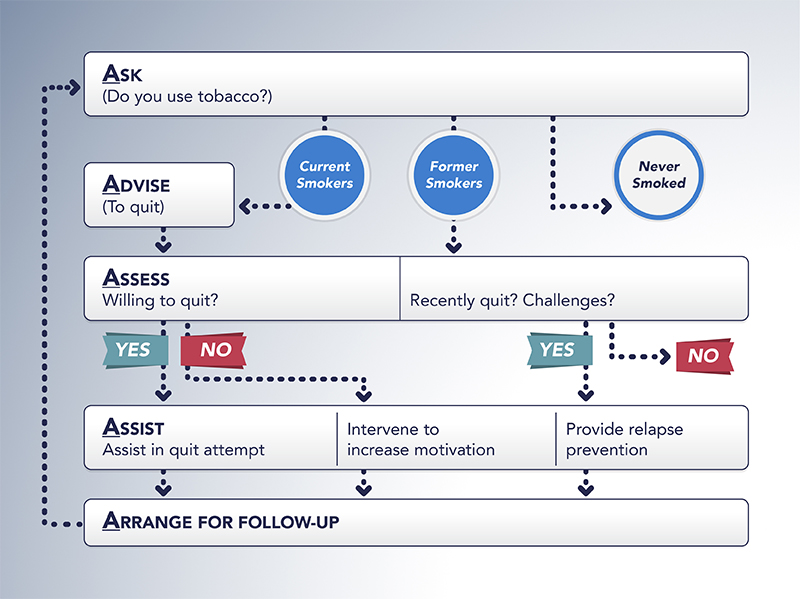 ASK
(Do you use tobacco?)
Current
Smokers
Former
Smokers
Never
Smoked
ADVISE
(To quit)
ASSESS
Willing to quit?
Recently quit? Challenges?
YES
NO
YES
NO
ASSIST
Assist in quit attempt
Intervene to
increase motivation
Provide relapse
prevention
ARRANGE FOR FOLLOW-UP